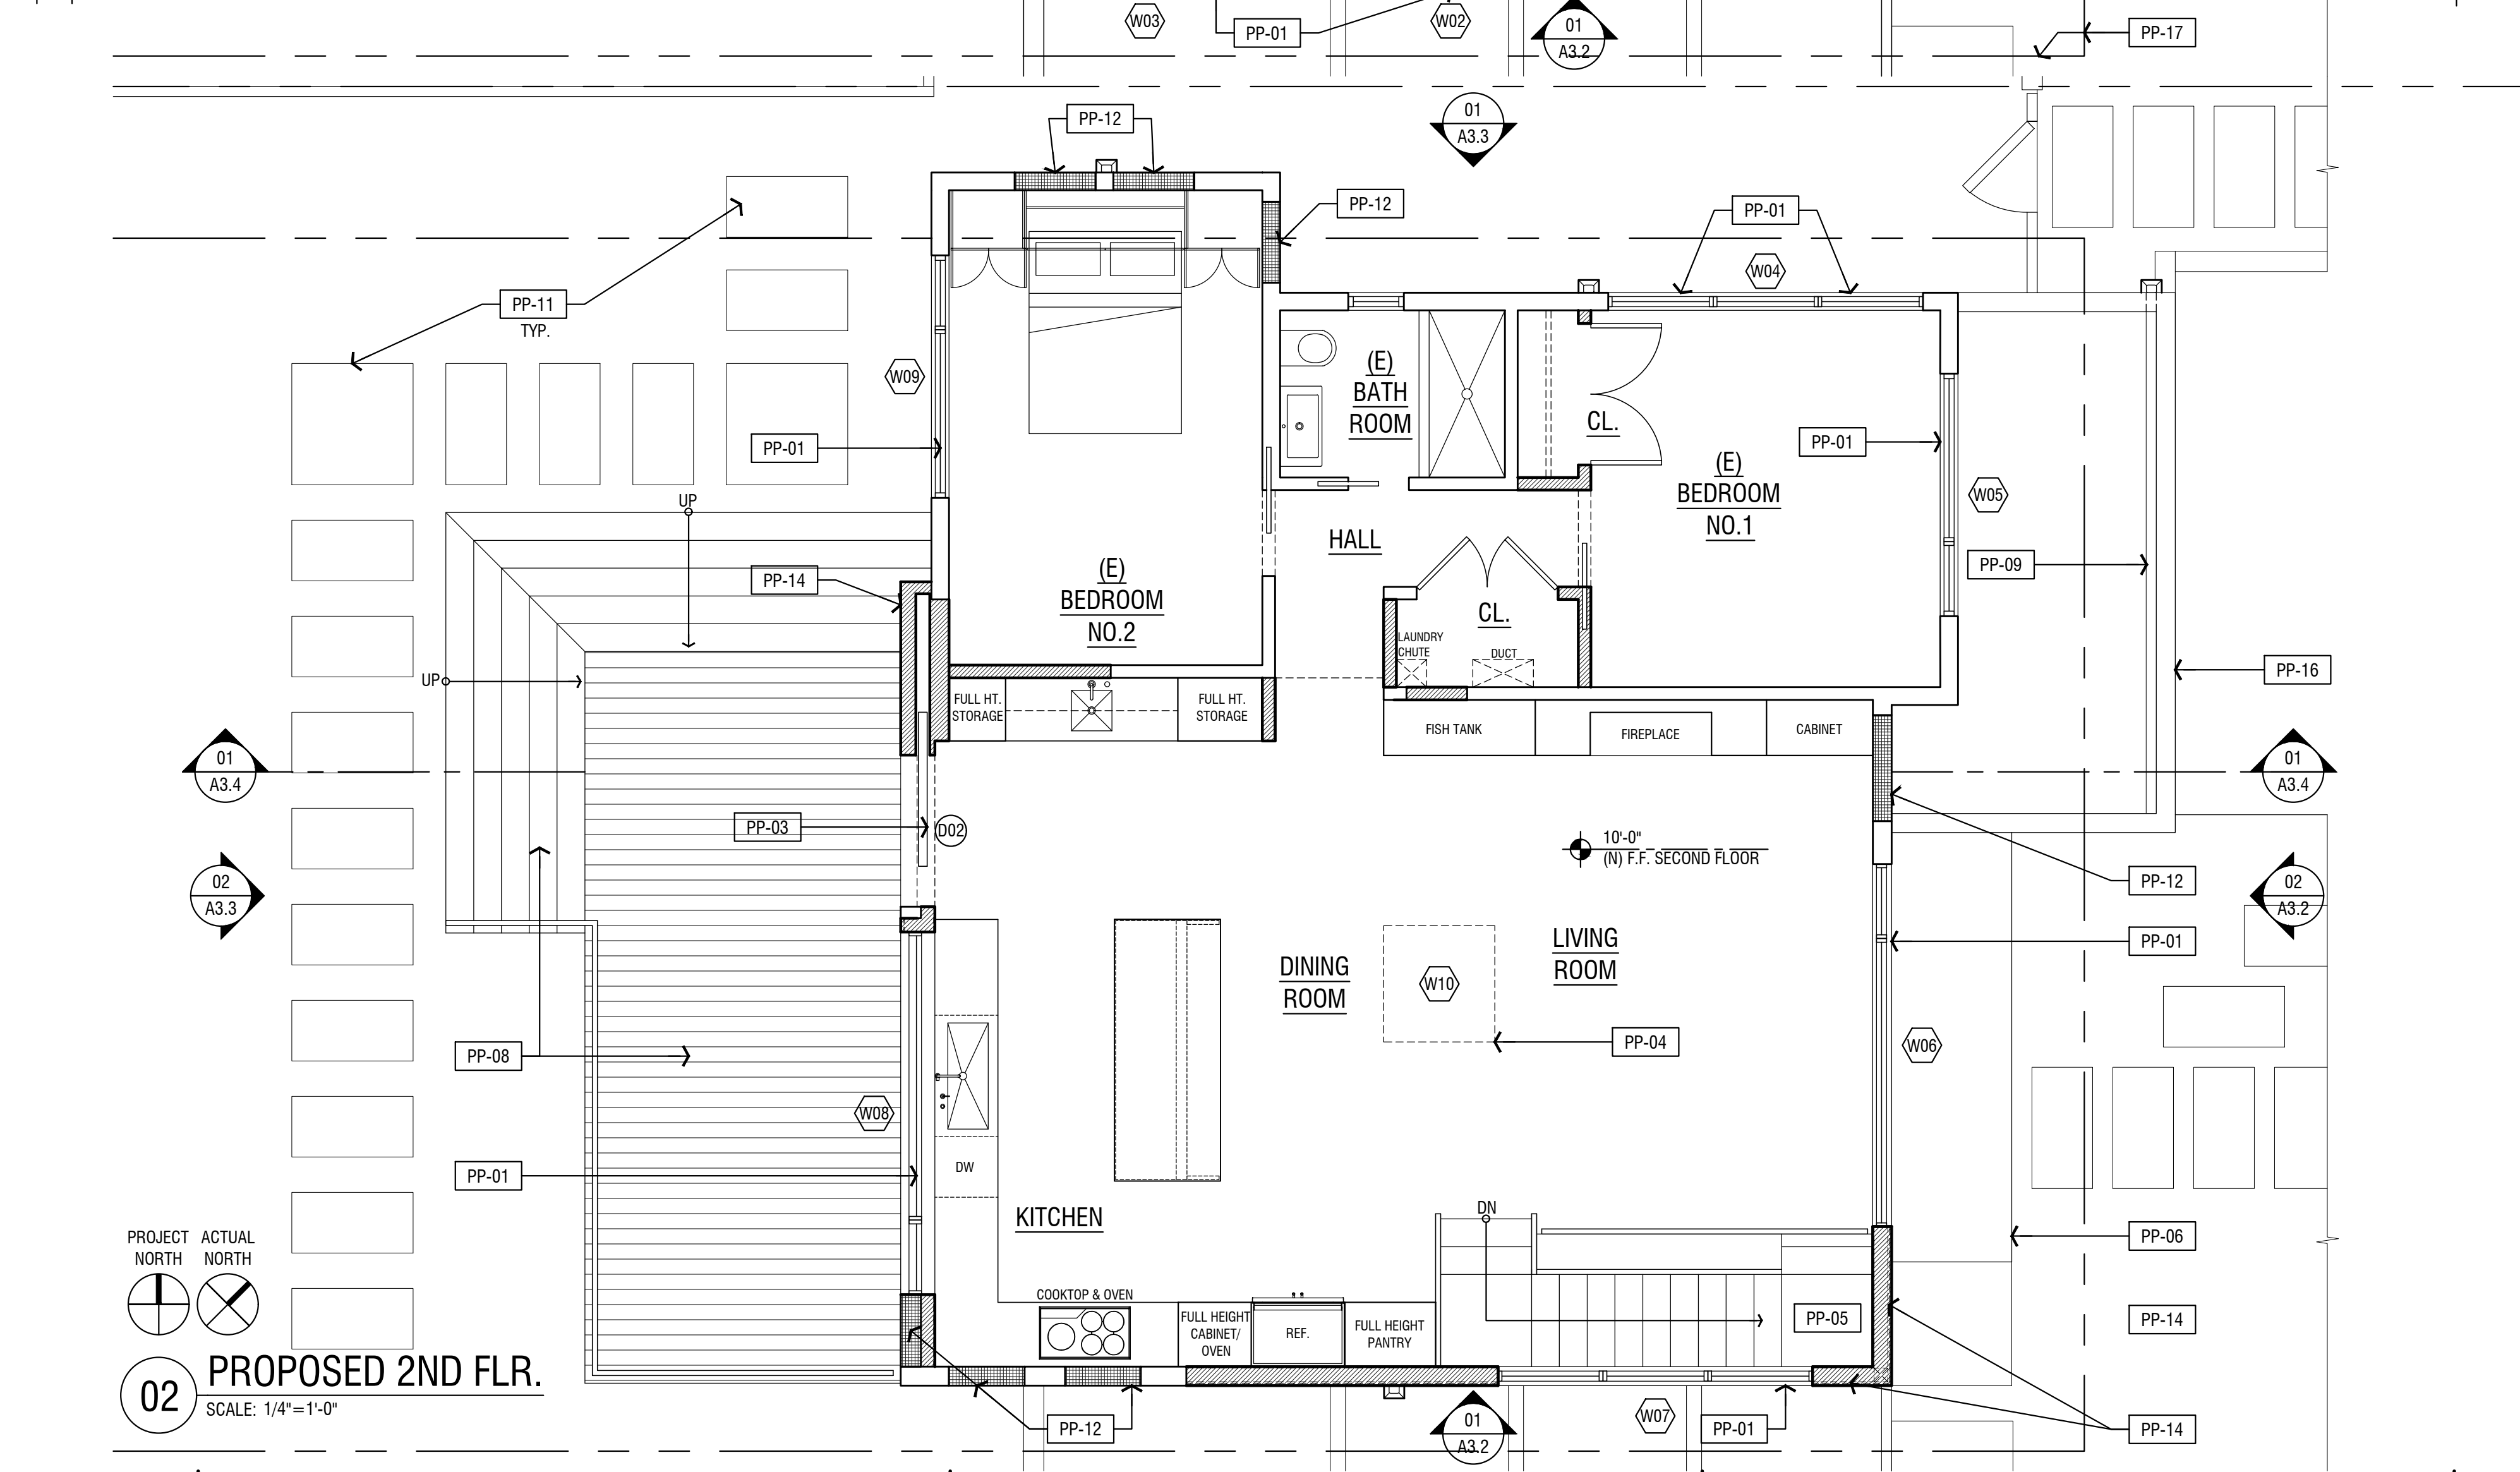 W03
PP-01
W02
01
A3.2
PP-17
PP-12
01
A3.3
PP-12
PP-01
W04
PP-11
TYP.
W09
(E)
BATH
ROOM
CL.
PP-01
PP-01
(E)
BEDROOM
NO.1
W05
UP
HALL
PP-09
PP-14
(E)
BEDROOM
NO.2
CL.
LAUNDRY
CHUTE
DUCT
UP
PP-16
FULL HT.
STORAGE
FULL HT.
STORAGE
FISH TANK
FIREPLACE
CABINET
01
A3.4
01
A3.4
PP-03
D02
10'-0"
(N) F.F. SECOND FLOOR
02
A3.3
PP-12
02
A3.2
LIVING
ROOM
PP-01
DINING
ROOM
W10
PP-04
W06
PP-08
W08
PP-01
DW
KITCHEN
DN
PROJECT
NORTH
ACTUAL
NORTH
PP-06
COOKTOP & OVEN
FULL HEIGHT
CABINET/
OVEN
REF.
FULL HEIGHT
PANTRY
PP-05
PP-14
02
PROPOSED 2ND FLR.
SCALE: 1/4"=1'-0"
PP-12
01
A3.2
W07
PP-01
PP-14